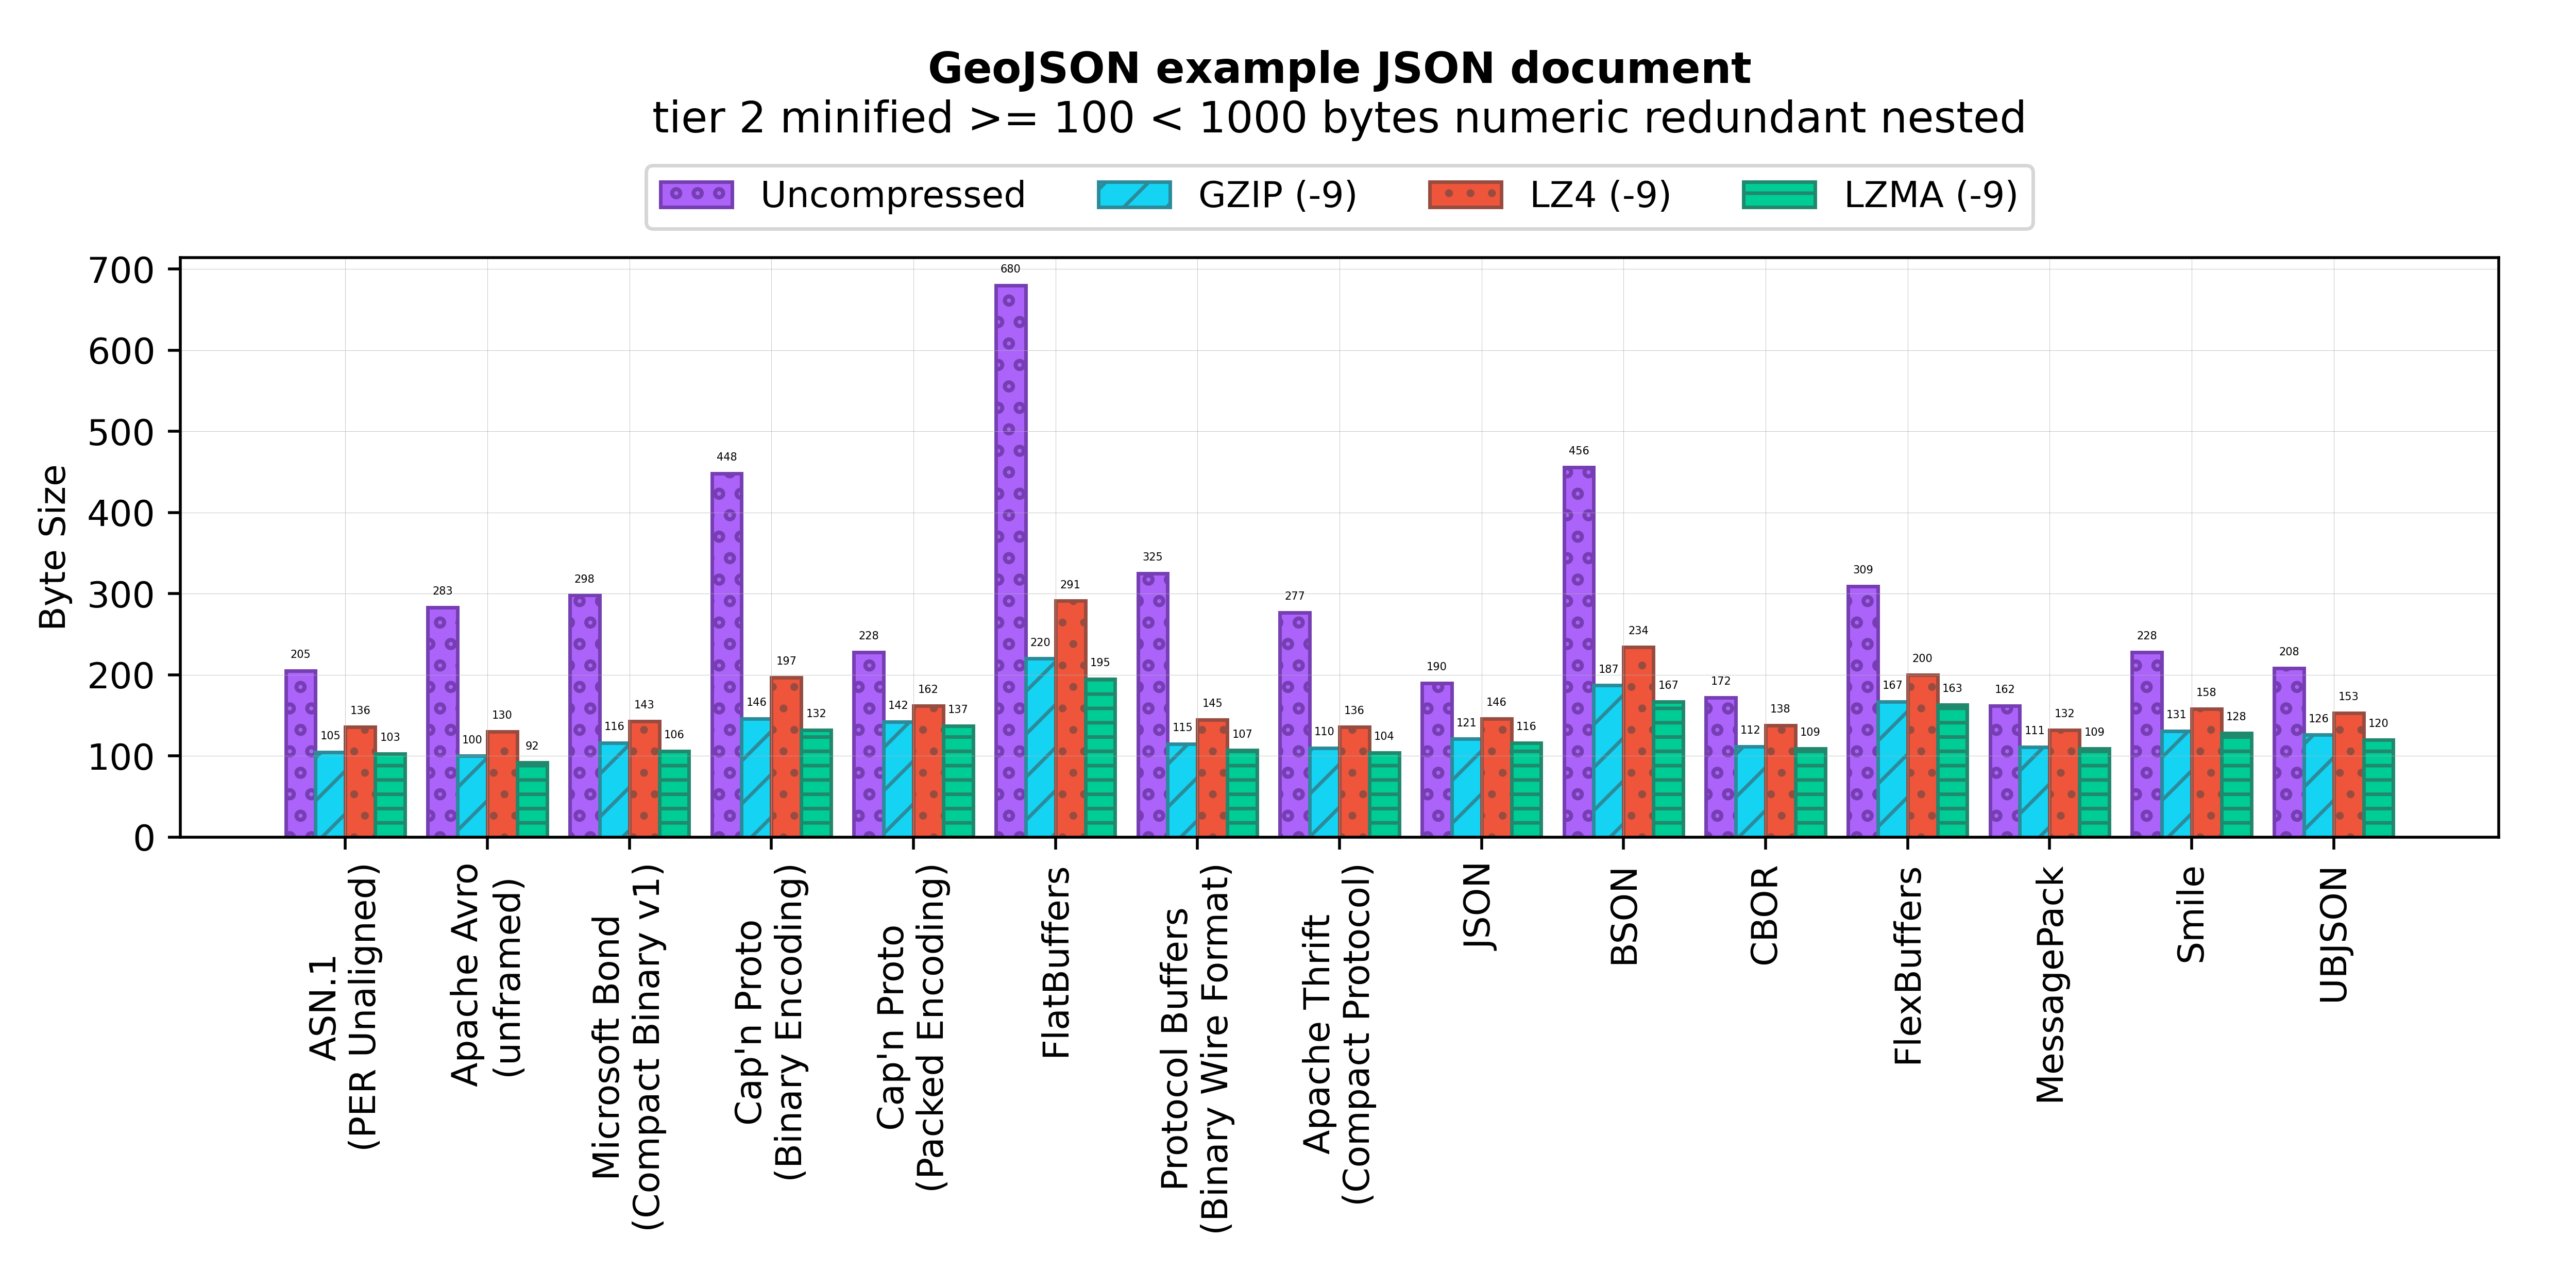 GeoJSON example JSON document
tier 2 minified >= 100 < 1000 bytes numeric redundant nested
Uncompressed
GZIP (-9)
LZ4 (-9)
LZMA (-9)
Byte Size
700
600
500
400
300
200
100
0
205
105
136
103
283
100
130
92
298
116
143
106
448
146
197
132
228
142
162
137
680
220
291
195
325
115
145
107
277
110
136
104
190
121
146
116
456
187
234
167
172
112
138
109
309
167
200
163
162
111
132
109
228
131
158
128
208
126
153
120
ASN.1
(PER Unaligned)
Apache Avro
(unframed)
Microsoft Bond
(Compact Binary v1)
Cap'n Proto
(Binary Encoding)
Cap'n Proto
(Packed Encoding)
FlatBuffers
Protocol Buffers
(Binary Wire Format)
Apache Thrift
(Compact Protocol)
JSON
BSON
CBOR
FlexBuffers
MessagePack
Smile
UBJSON